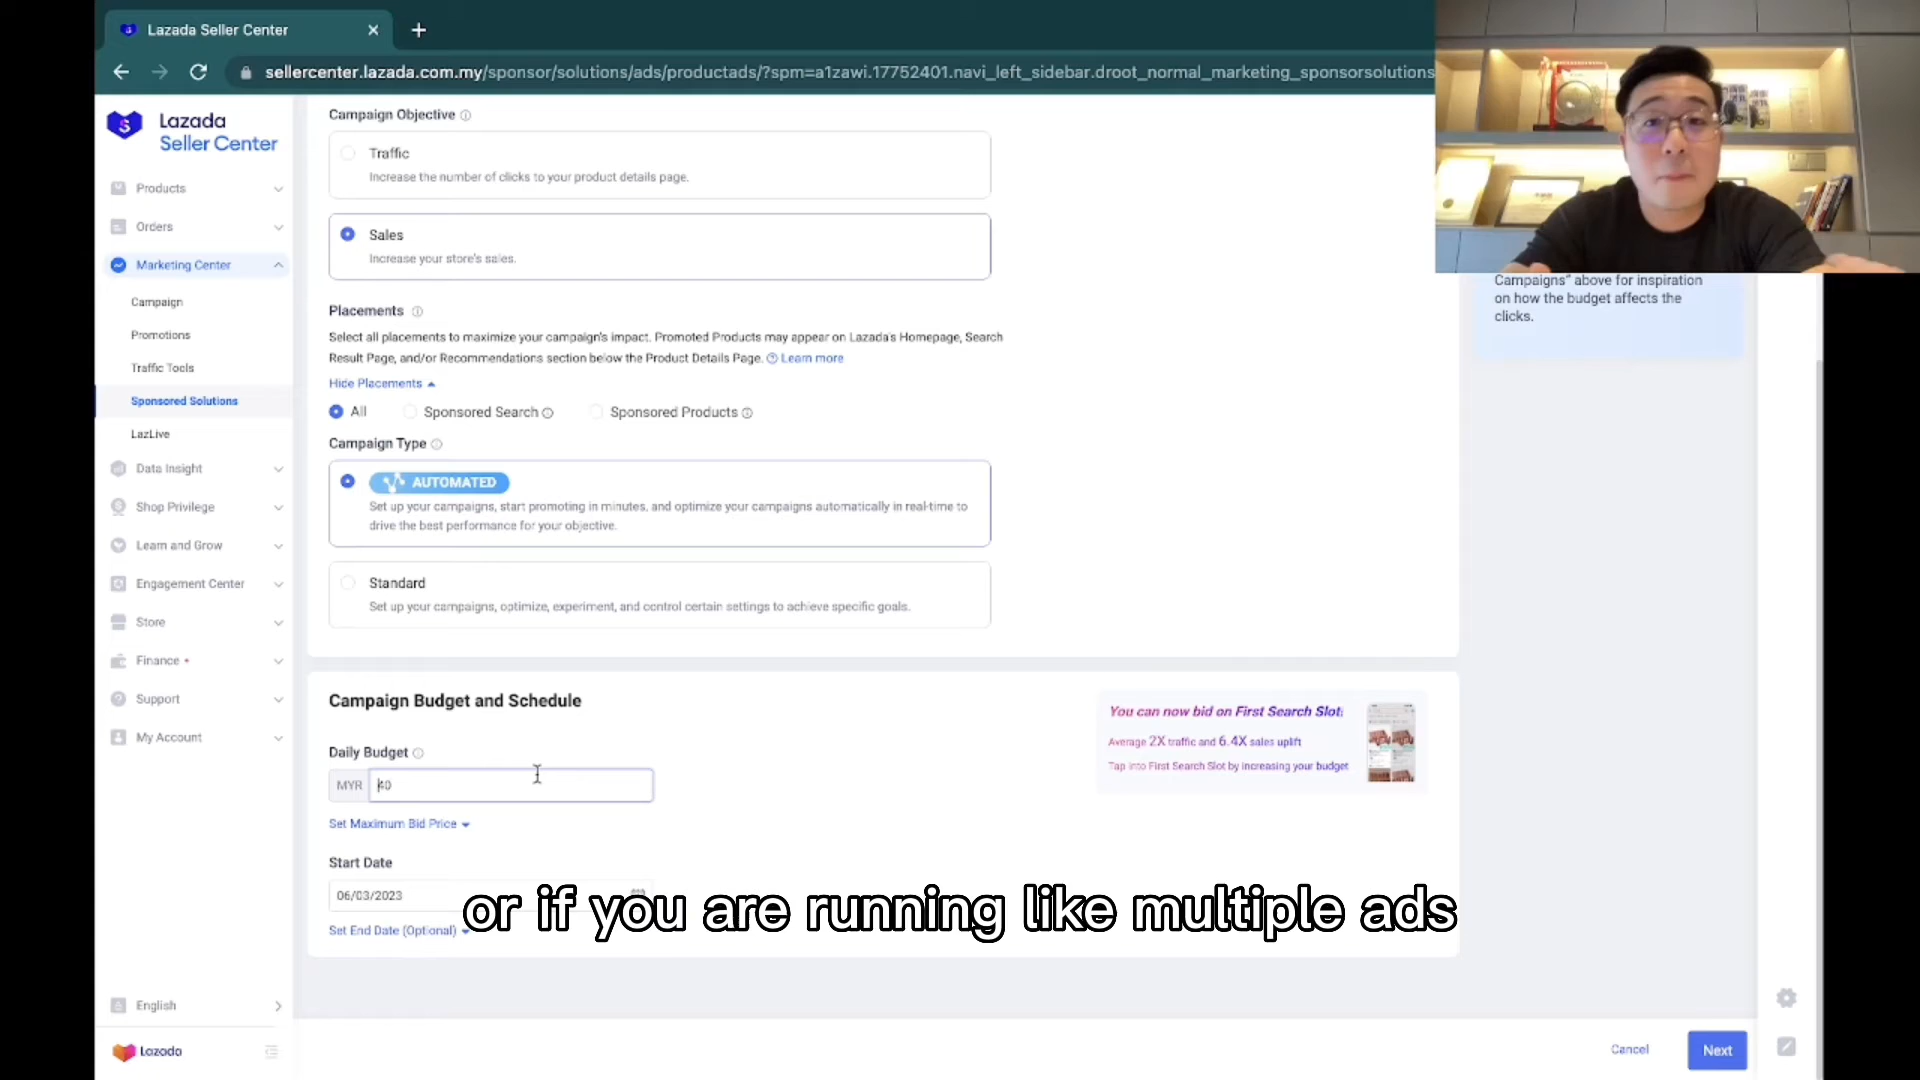 Lazada Seller Center
sellercenter.lazada.com.my/sponsor/solutions/ads/productads/?spm=a1zawi.17752401.navi_left_sidebar.droot_normal_marketing_sponsorsolutions
Lazada
Seller Center
Products
Orders
Marketing Center
Campaign
Promotions
Traffic Tools
Sponsored Solutions
LazLive
Data Insight
Shop Privilege
Learn and Grow
Engagement Center
Store
Finance
Support
My Account
English
Lazada
Campaign Objective
Traffic
Increase the number of clicks to your product details page.
Sales
Increase your store's sales.
Placements
Select all placements to maximize your campaign's impact. Promoted Products may appear on Lazada's Homepage, Search
Result Page, and/or Recommendations section below the Product Details Page. Learn more
Hide Placements
All Sponsored Search Sponsored Products
Campaign Type
AUTOMATED
Set up your campaigns, start promoting in minutes, and optimize your campaigns automatically in real-time to
drive the best performance for your objective.
Standard
Set up your campaigns, optimize, experiment, and control certain settings to achieve specific goals.
Campaign Budget and Schedule
Daily Budget
MYR 40
Set Maximum Bid Price
Start Date
06/03/2023
Set End Date (Optional)
You can now bid on First Search Slot!
Average 2X traffic and 6.4X sales uplift
Tap into First Search Slot by increasing your budget
Campaigns" above for inspiration
on how the budget affects the
clicks.
or if you are running like multiple ads
Cancel
Next